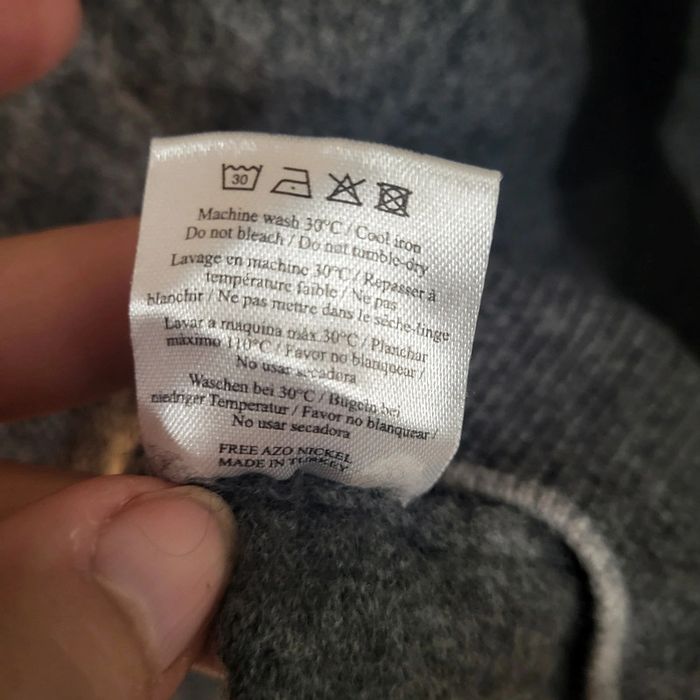 30
Machine wash 30°C / Cool iron
Do not bleach / Do not tumble-dry
Lavage en machine 30°C / Repasser à
température faible / Ne pas
blanchir / Ne pas mettre dans le sèche-linge
Lavar a maquina máx 30°C / Planchar
máximo 110°C / Favor no blanquear /
No usar secadora
Waschen bei 30°C / Bügeln bei
niedriger Temperatur / Favor no blanquear /
No usar secadora
FREE AZO NICKEL
MADE IN TURKEY